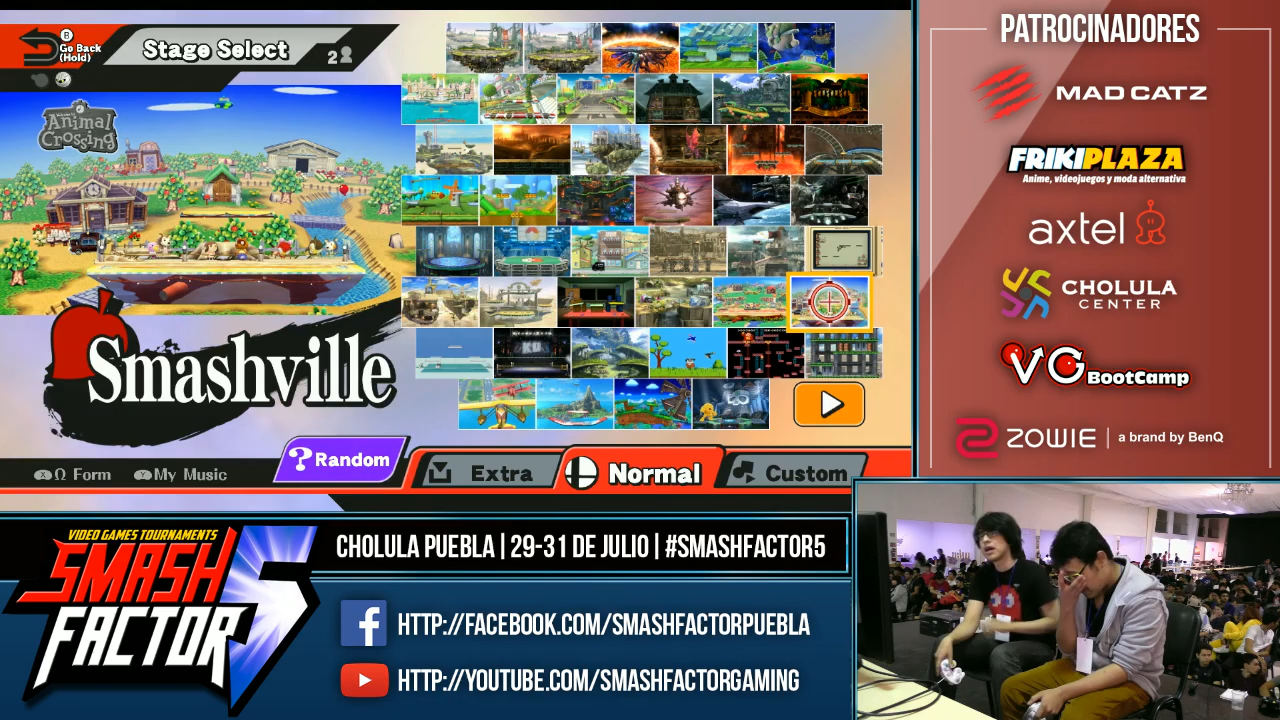 B
Go Back
(Hold)
Stage Select
2
Animal
Crossing
Smashville
Ω Form
My Music
Random
Extra
Normal
Custom
PATROCINADORES
MAD CATZ
FRIKIPLAZA
Anime, videojuegos y moda alternativa
axtel
CHOLULA
CENTER
VG BootCamp
ZOWIE | a brand by BenQ
VIDEO GAMES TOURNAMENTS
SMASH
FACTOR 5
CHOLULA PUEBLA | 29-31 DE JULIO | #SMASHFACTOR5
HTTP://FACEBOOK.COM/SMASHFACTORPUEBLA
HTTP://YOUTUBE.COM/SMASHFACTORGAMING